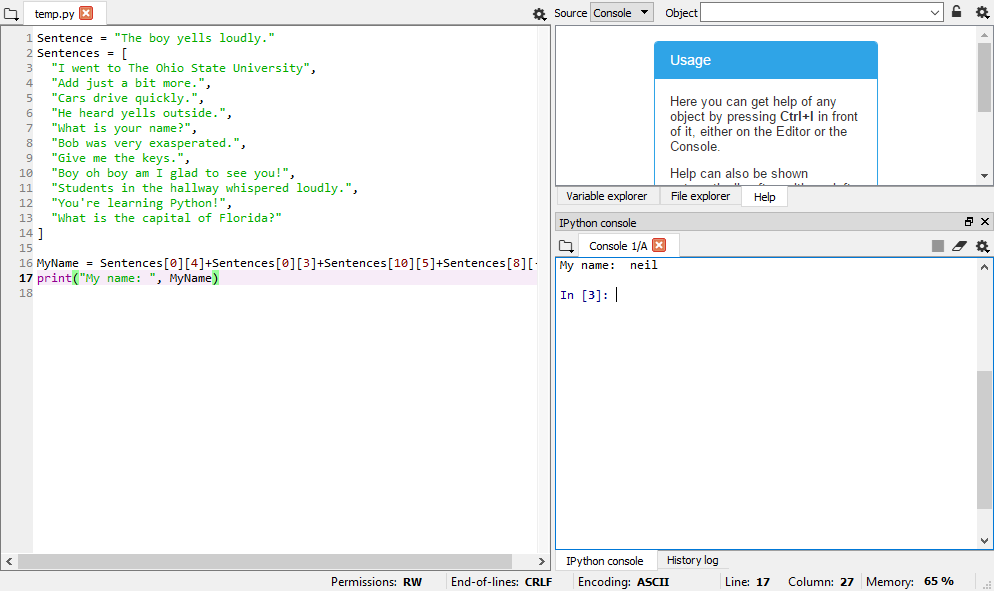 temp.py
Source Console Object
1 Sentence = "The boy yells loudly."
2 Sentences = [
3 "I went to The Ohio State University",
4 "Add just a bit more.",
5 "Cars drive quickly.",
6 "He heard yells outside.",
7 "What is your name?",
8 "Bob was very exasperated.",
9 "Give me the keys.",
10 "Boy oh boy am I glad to see you!",
11 "Students in the hallway whispered loudly.",
12 "You're learning Python!",
13 "What is the capital of Florida?"
14 ]
15
16 MyName = Sentences[0][4]+Sentences[0][3]+Sentences[10][5]+Sentences[8][-
17 print("My name: ", MyName)
18
Usage
Here you can get help of any
object by pressing Ctrl+I in front
of it, either on the Editor or the
Console.
Help can also be shown
Variable explorer File explorer Help
IPython console
Console 1/A
My name:  neil
In [3]:
IPython console History log
Permissions: RW End-of-lines: CRLF Encoding: ASCII Line: 17 Column: 27 Memory: 65 %